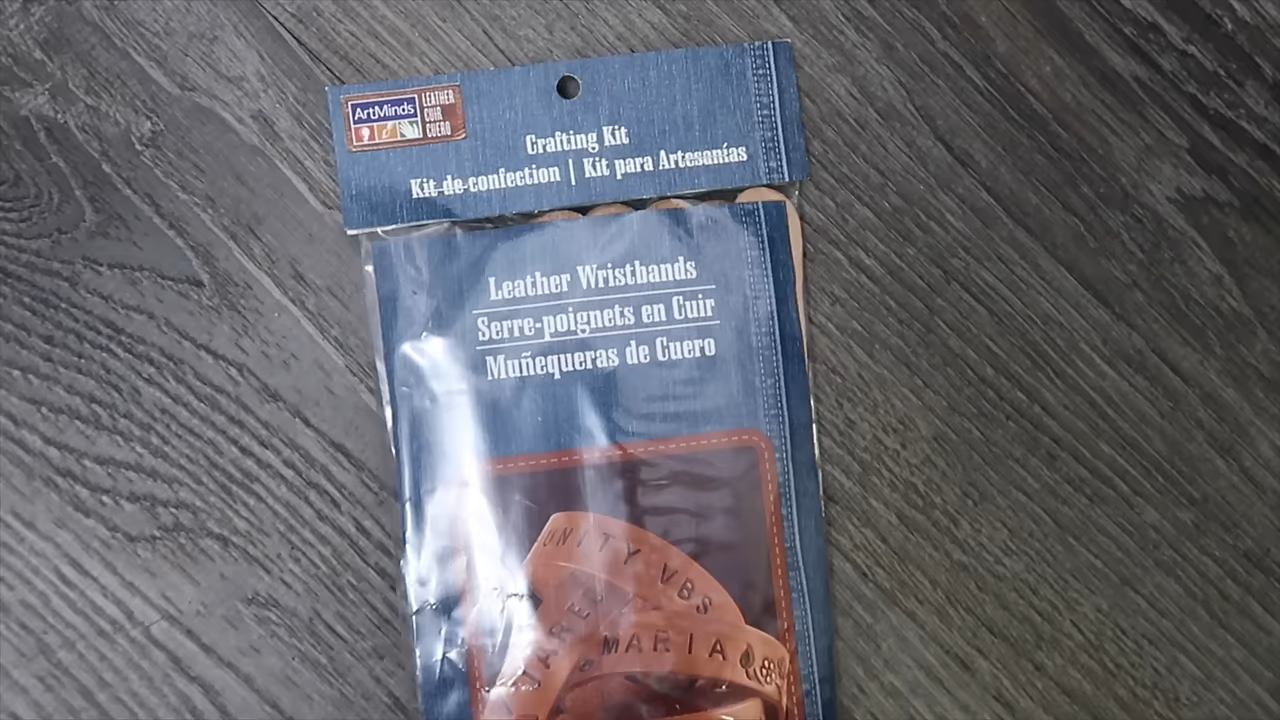 ArtMinds
LEATHER
CUIR
CUERO
Crafting Kit
Kit de confection | Kit para Artesanías
Leather Wristbands
Serre-poignets en Cuir
Muñequeras de Cuero
UNITY VBS
JARED
MARIA